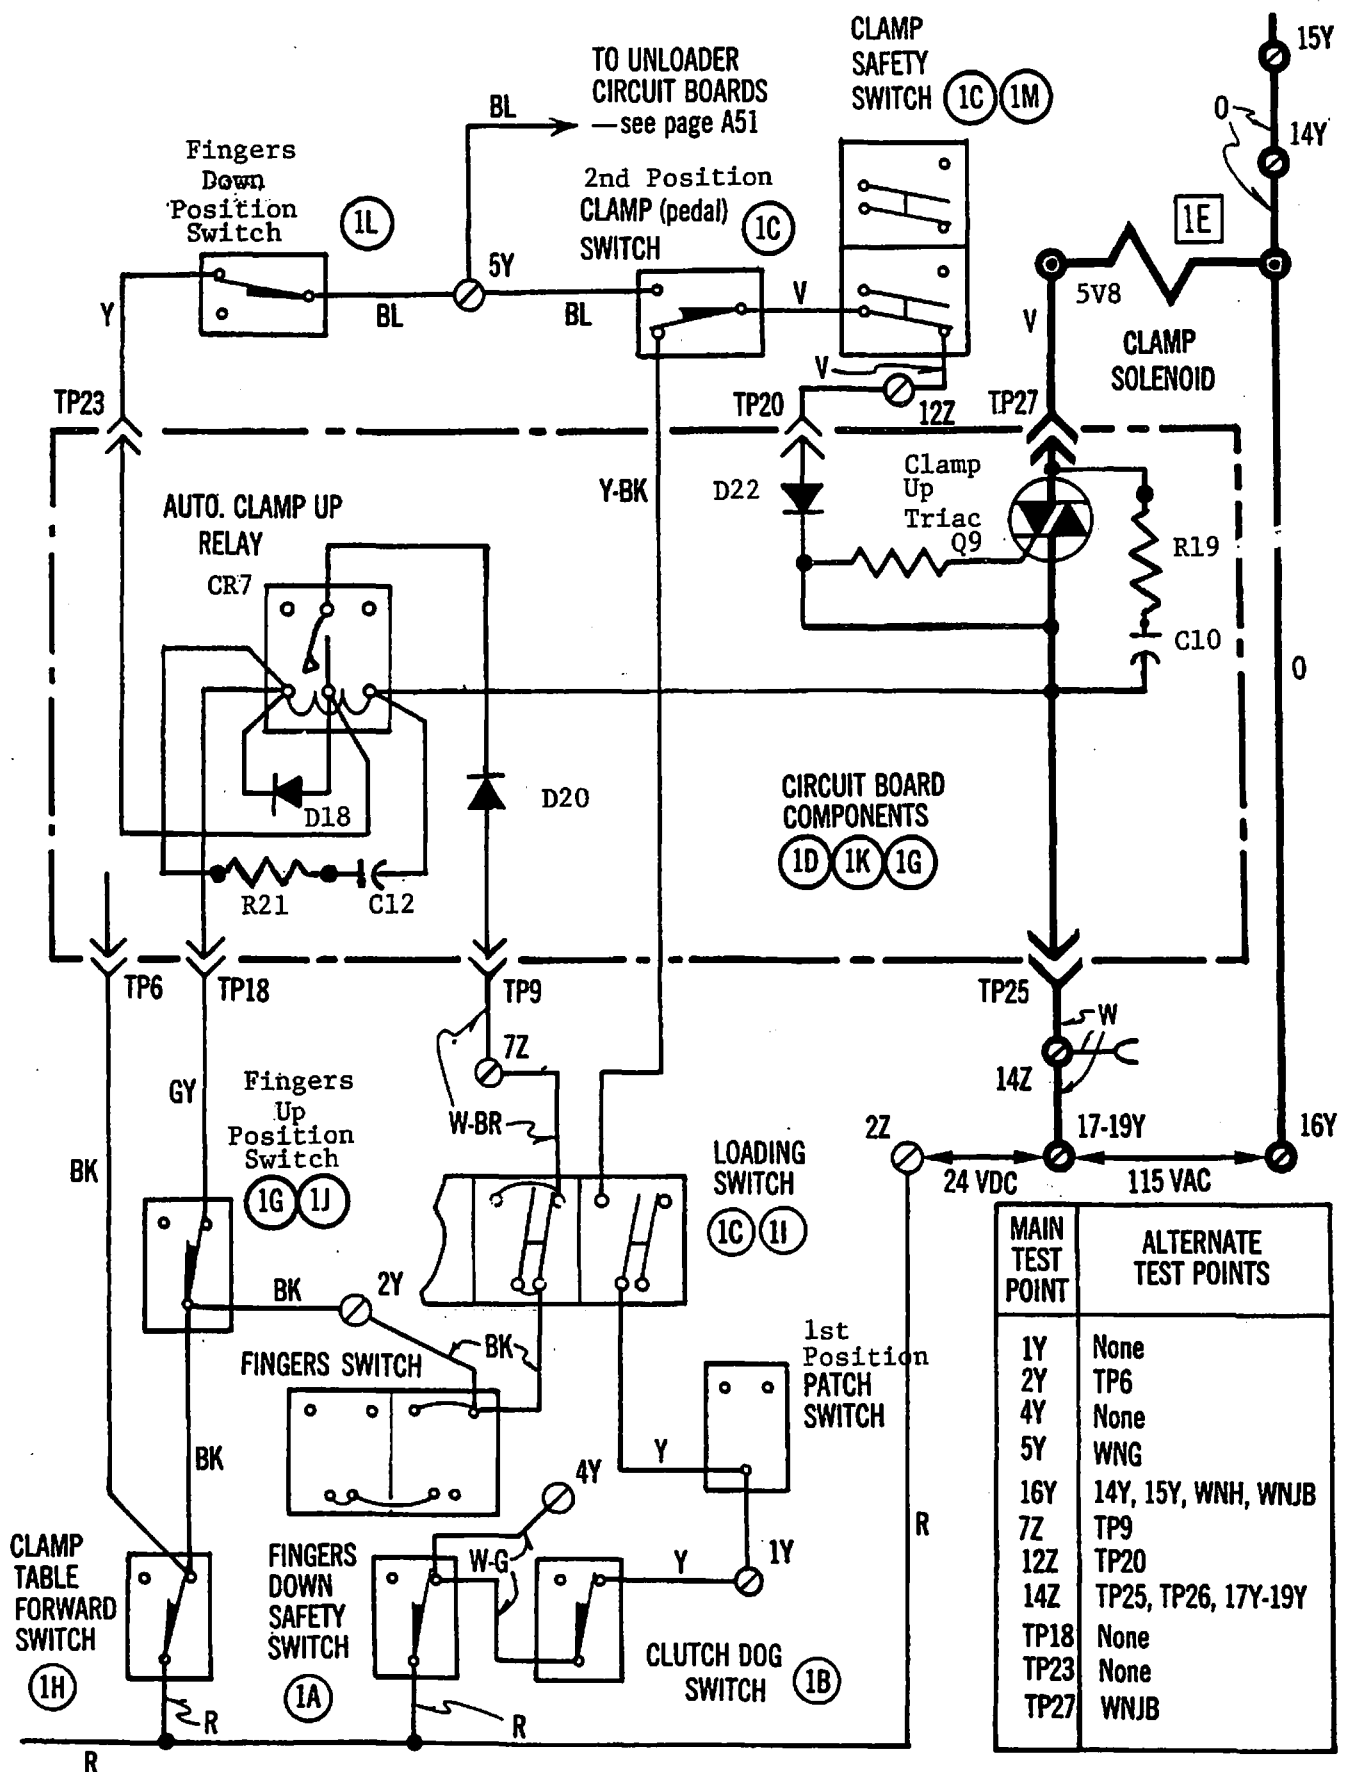 CLAMP
SAFETY
SWITCH 1C 1M
15Y
TO UNLOADER
CIRCUIT BOARDS
—see page A51
BL
O
14Y
Fingers
Down
Position
Switch
1L
2nd Position
CLAMP (pedal)
SWITCH
1C
1E
5Y
5V8
Y
BL
BL
V
V
CLAMP
SOLENOID
V
TP23
TP20
12Z
TP27
Y-BK
D22
Clamp
Up
Triac
Q9
R19
AUTO. CLAMP UP
RELAY
CR7
C10
O
D18
D20
CIRCUIT BOARD
COMPONENTS
1D 1K 1G
R21
C12
TP6
TP18
TP9
TP25
W
7Z
14Z
GY
Fingers
Up
Position
Switch
1G 1J
W-BR
BK
LOADING
SWITCH
1C 1I
2Z
17-19Y
16Y
24 VDC
115 VAC
BK
2Y
BK
FINGERS SWITCH
1st
Position
PATCH
SWITCH
BK
Y
4Y
R
CLAMP
TABLE
FORWARD
SWITCH
1H
FINGERS
DOWN
SAFETY
SWITCH
1A
W-G
Y
1Y
CLUTCH DOG
SWITCH
1B
R
R
R
MAIN TEST POINT ALTERNATE TEST POINTS
1Y None
2Y TP6
4Y None
5Y WNG
16Y 14Y, 15Y, WNH, WNJB
7Z TP9
12Z TP20
14Z TP25, TP26, 17Y-19Y
TP18 None
TP23 None
TP27 WNJB